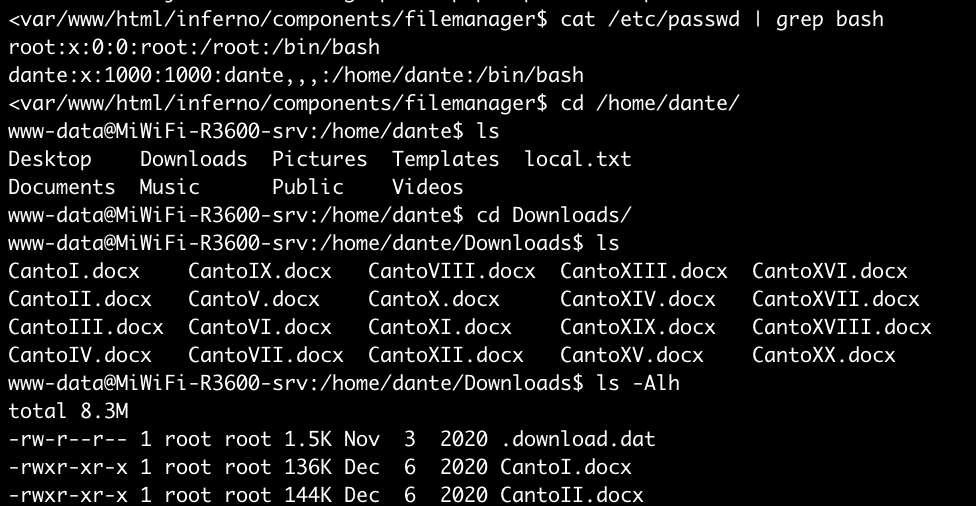 <var/www/html/inferno/components/filemanager$ cat /etc/passwd | grep bash
root:x:0:0:root:/root:/bin/bash
dante:x:1000:1000:dante,,,:/home/dante:/bin/bash
<var/www/html/inferno/components/filemanager$ cd /home/dante/
www-data@MiWiFi-R3600-srv:/home/dante$ ls
Desktop    Downloads  Pictures  Templates  local.txt
Documents  Music      Public    Videos
www-data@MiWiFi-R3600-srv:/home/dante$ cd Downloads/
www-data@MiWiFi-R3600-srv:/home/dante/Downloads$ ls
CantoI.docx    CantoIX.docx   CantoVIII.docx  CantoXIII.docx  CantoXVI.docx
CantoII.docx   CantoV.docx    CantoX.docx     CantoXIV.docx   CantoXVII.docx
CantoIII.docx  CantoVI.docx   CantoXI.docx    CantoXIX.docx   CantoXVIII.docx
CantoIV.docx   CantoVII.docx  CantoXII.docx   CantoXV.docx    CantoXX.docx
www-data@MiWiFi-R3600-srv:/home/dante/Downloads$ ls -Alh
total 8.3M
-rw-r--r-- 1 root root 1.5K Nov  3  2020 .download.dat
-rwxr-xr-x 1 root root 136K Dec  6  2020 CantoI.docx
-rwxr-xr-x 1 root root 144K Dec  6  2020 CantoII.docx